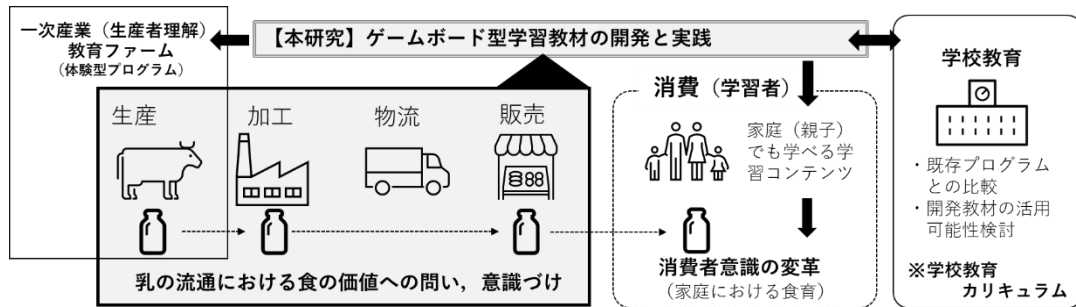 一次産業（生産者理解）
教育ファーム
（体験型プログラム）
【本研究】ゲームボード型学習教材の開発と実践
生産
加工
物流
販売
88
乳の流通における食の価値への問い，意識づけ
消費（学習者）
家庭（親子）
でも学べる学
習コンテンツ
消費者意識の変革
（家庭における食育）
学校教育
・既存プログラム
との比較
・開発教材の活用
可能性検討
※学校教育
カリキュラム